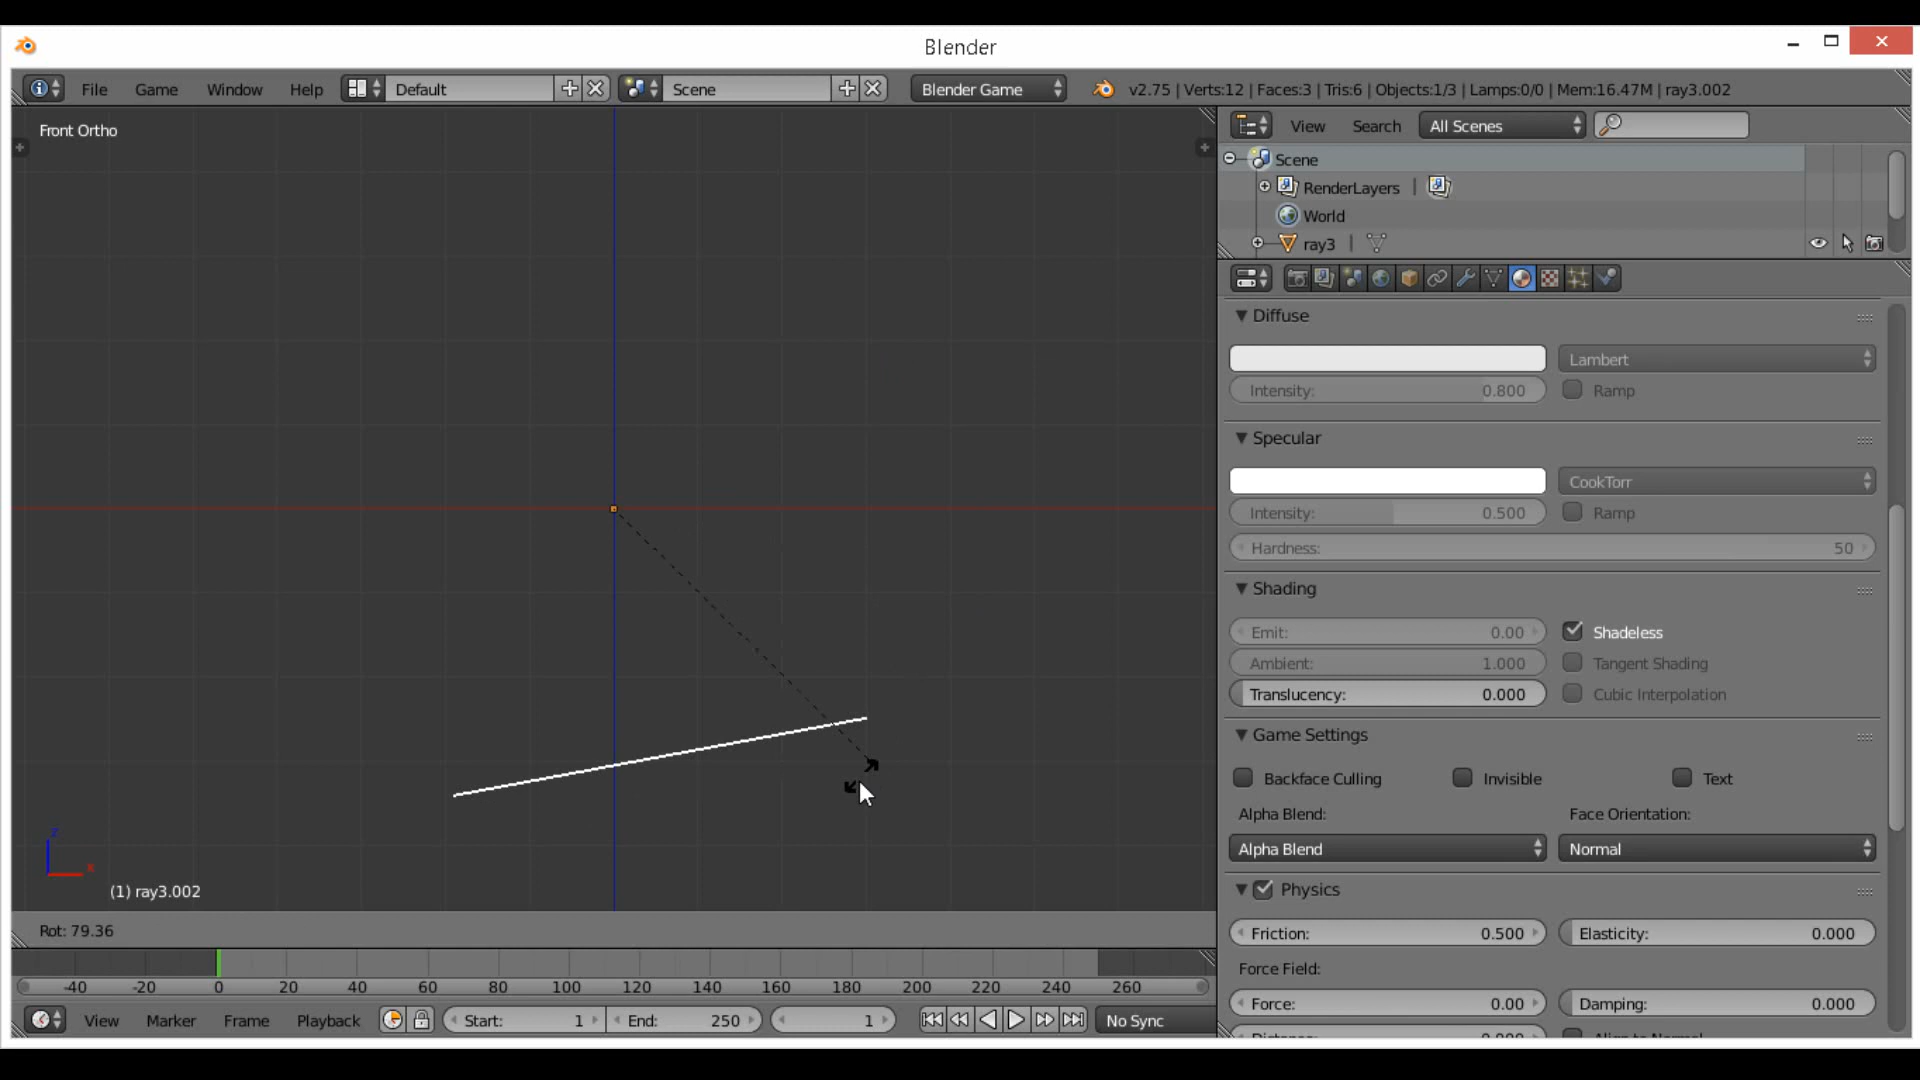 Blender
File Game Window Help Default Scene Blender Game v2.75 | Verts:12 | Faces:3 | Tris:6 | Objects:1/3 | Lamps:0/0 | Mem:16.47M | ray3.002
Front Ortho
View Search All Scenes
Scene
RenderLayers |
World
ray3 |
Diffuse
Lambert
Intensity: 0.800 Ramp
Specular
CookTorr
Intensity: 0.500 Ramp
Hardness: 50
Shading
Emit: 0.00 Shadeless
Ambient: 1.000 Tangent Shading
Translucency: 0.000 Cubic Interpolation
Game Settings
Backface Culling Invisible Text
Alpha Blend: Face Orientation:
Alpha Blend Normal
Physics
Friction: 0.500 Elasticity: 0.000
Force Field:
Force: 0.00 Damping: 0.000
z
x
(1) ray3.002
Rot: 79.36
-40 -20 0 20 40 60 80 100 120 140 160 180 200 220 240 260
View Marker Frame Playback Start: 1 End: 250 1 No Sync